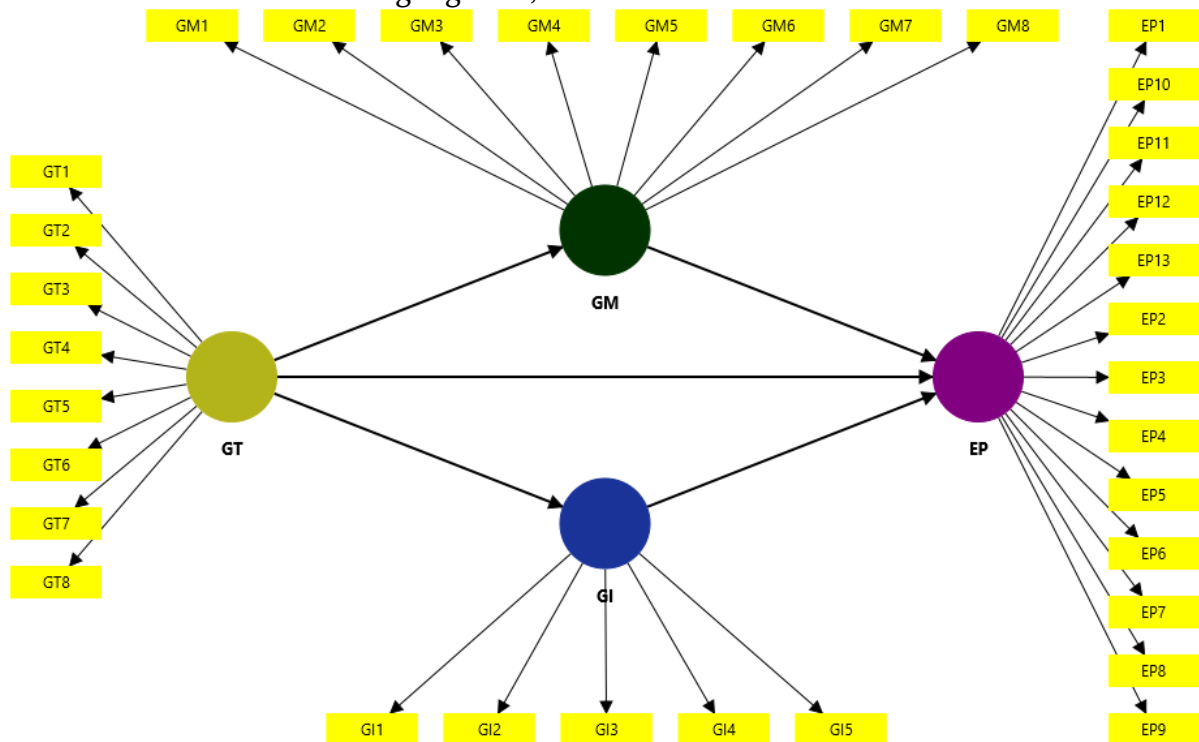 GM1 GM2 GM3 GM4 GM5 GM6 GM7 GM8 EP1
EP10
EP11
GT1
EP12
GT2
EP13
GT3
GM
EP2
GT4
EP3
GT5
EP4
GT EP
GT6
EP5
GT7
EP6
GT8
GI
EP7
EP8
GI1 GI2 GI3 GI4 GI5 EP9